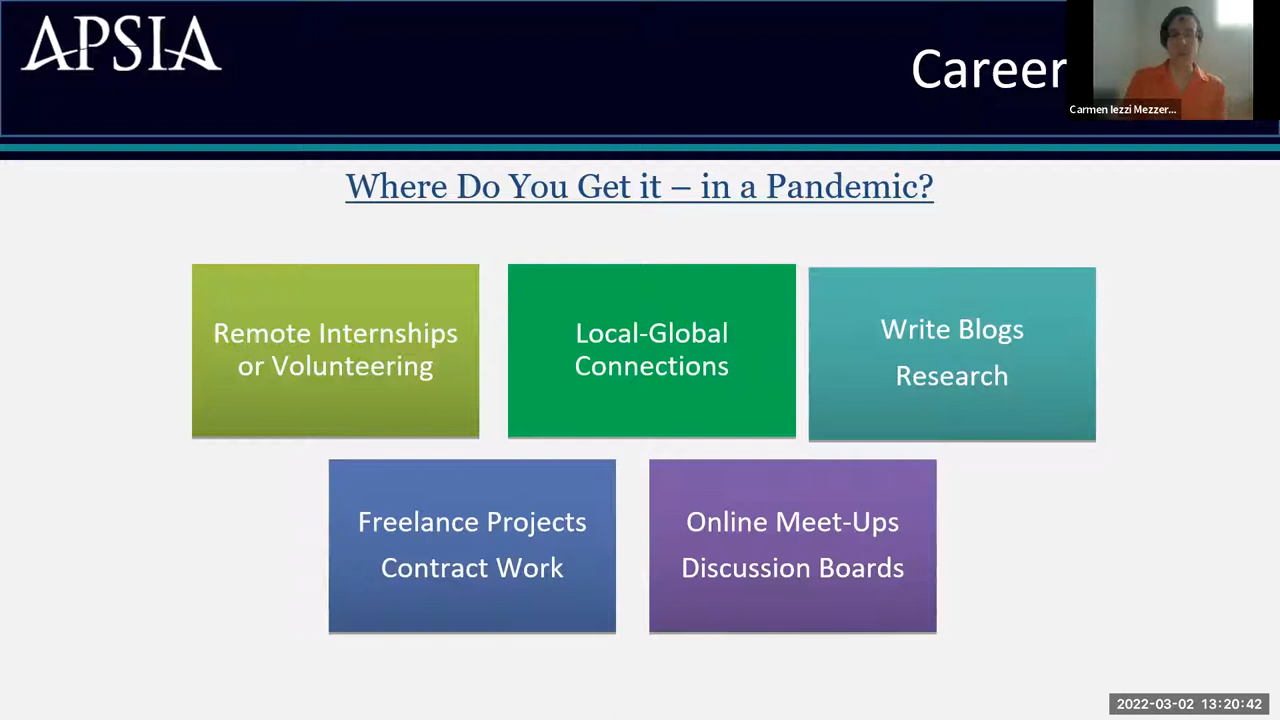 APSIA
Career
Carmen Iezzi Mezzer...
Where Do You Get it – in a Pandemic?
Remote Internships
or Volunteering
Local-Global
Connections
Write Blogs
Research
Freelance Projects
Contract Work
Online Meet-Ups
Discussion Boards
2022-03-02 13:20:42